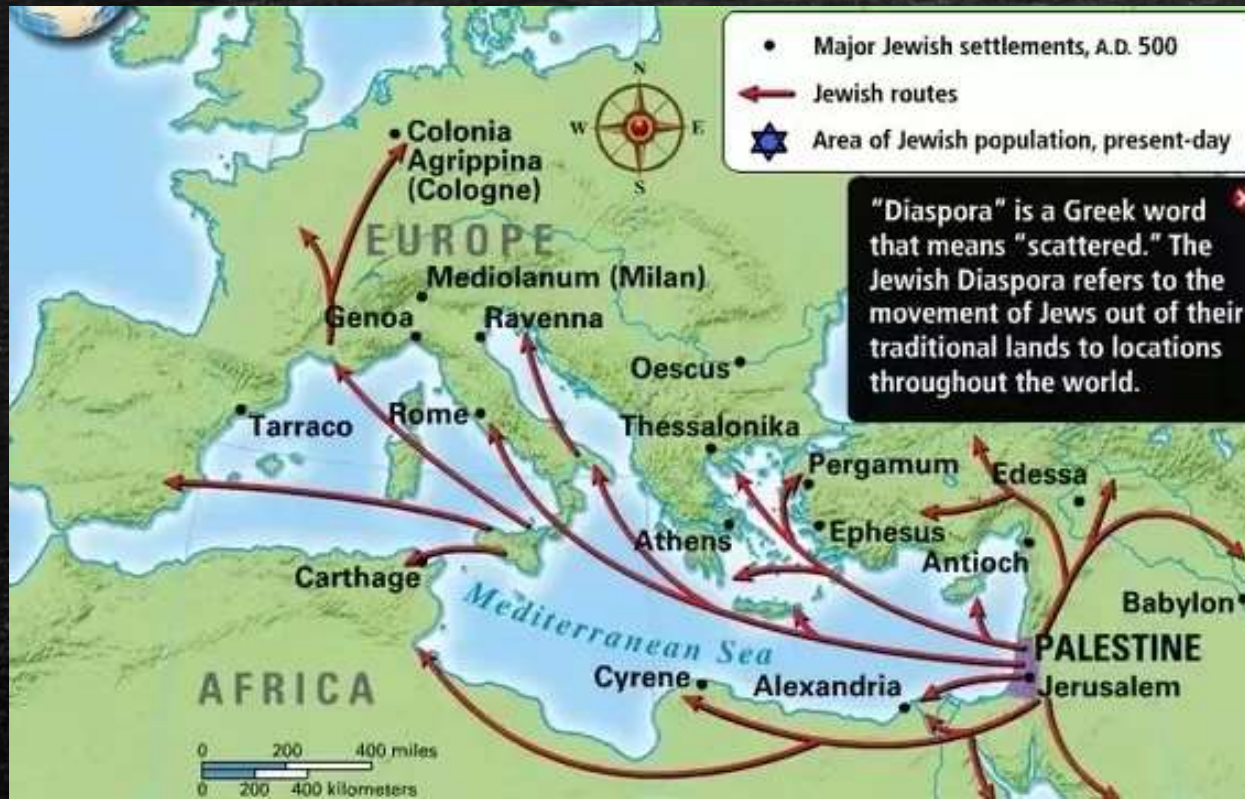 Major Jewish settlements, A.D. 500
Jewish routes
Area of Jewish population, present-day
"Diaspora" is a Greek word
that means "scattered." The
Jewish Diaspora refers to the
movement of Jews out of their
traditional lands to locations
throughout the world.
N
W
E
S
Colonia
Agrippina
(Cologne)
EUROPE
Mediolanum (Milan)
Genoa
Ravenna
Oescus
Tarraco
Rome
Thessalonika
Pergamum
Edessa
Athens
Ephesus
Antioch
Carthage
Babylon
Mediterranean Sea
PALESTINE
Jerusalem
AFRICA
Cyrene
Alexandria
0 200 400 miles
0 200 400 kilometers